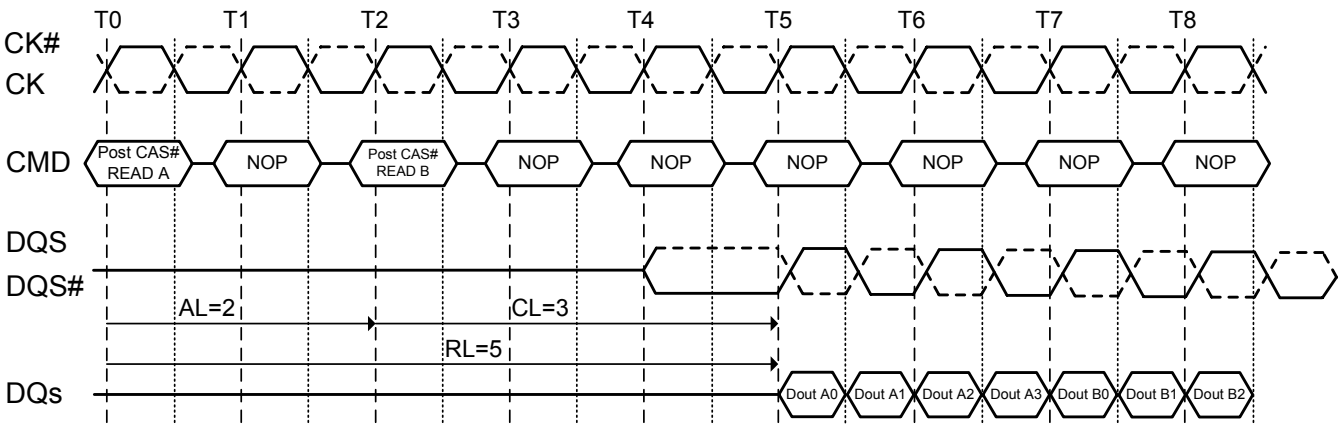 T0 T1 T2 T3 T4 T5 T6 T7 T8
CK#
CK
CMD
Post CAS#
READ A
NOP
Post CAS#
READ B
NOP
NOP
NOP
NOP
NOP
NOP
DQS
DQS#
AL=2
CL=3
RL=5
DQs
Dout A0
Dout A1
Dout A2
Dout A3
Dout B0
Dout B1
Dout B2